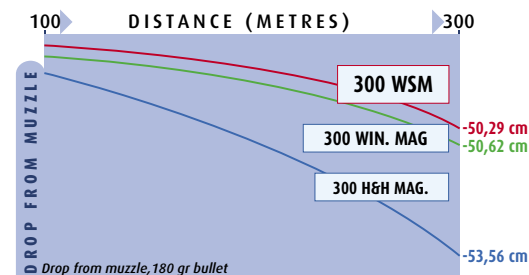 100 DISTANCE (METRES) 300
DROP FROM MUZZLE
300 WSM
-50,29 cm
300 WIN. MAG
-50,62 cm
300 H&H MAG.
-53,56 cm
Drop from muzzle,180 gr bullet